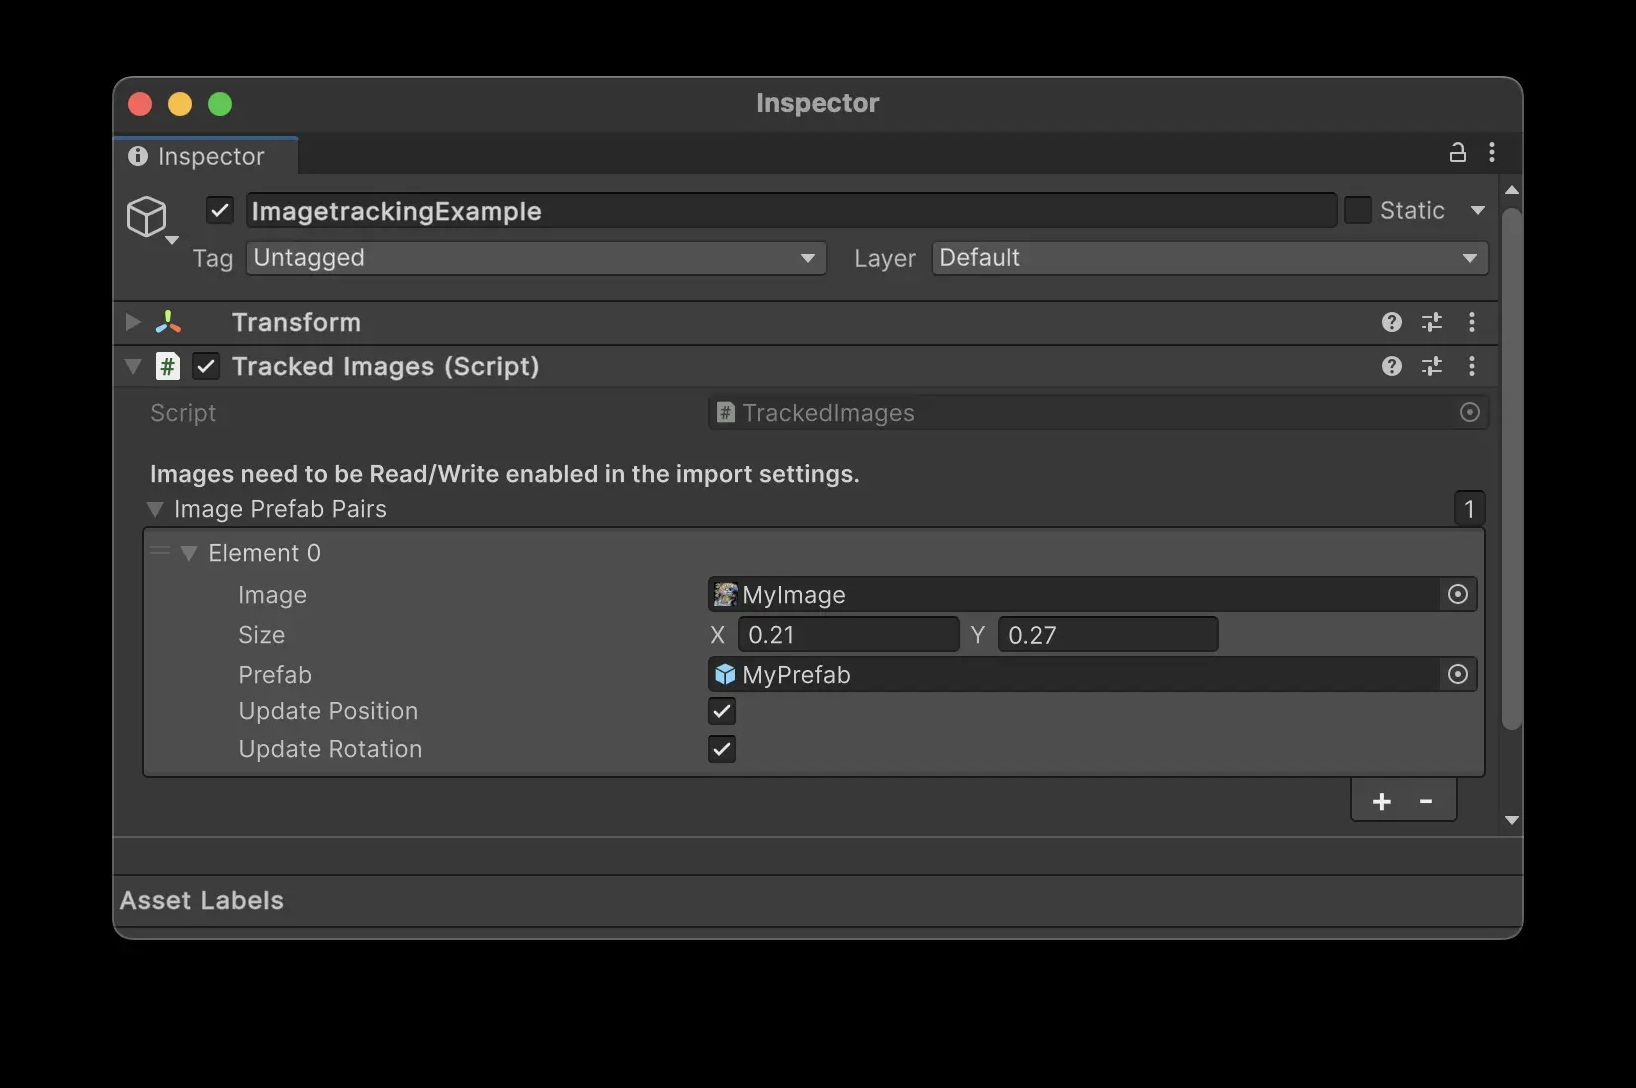 Inspector
Inspector
ImagetrackingExample Static
Tag Untagged Layer Default
Transform
# Tracked Images (Script)
Script # TrackedImages
Images need to be Read/Write enabled in the import settings.
Image Prefab Pairs 1
Element 0
Image MyImage
Size X 0.21 Y 0.27
Prefab MyPrefab
Update Position
Update Rotation
+ -
Asset Labels